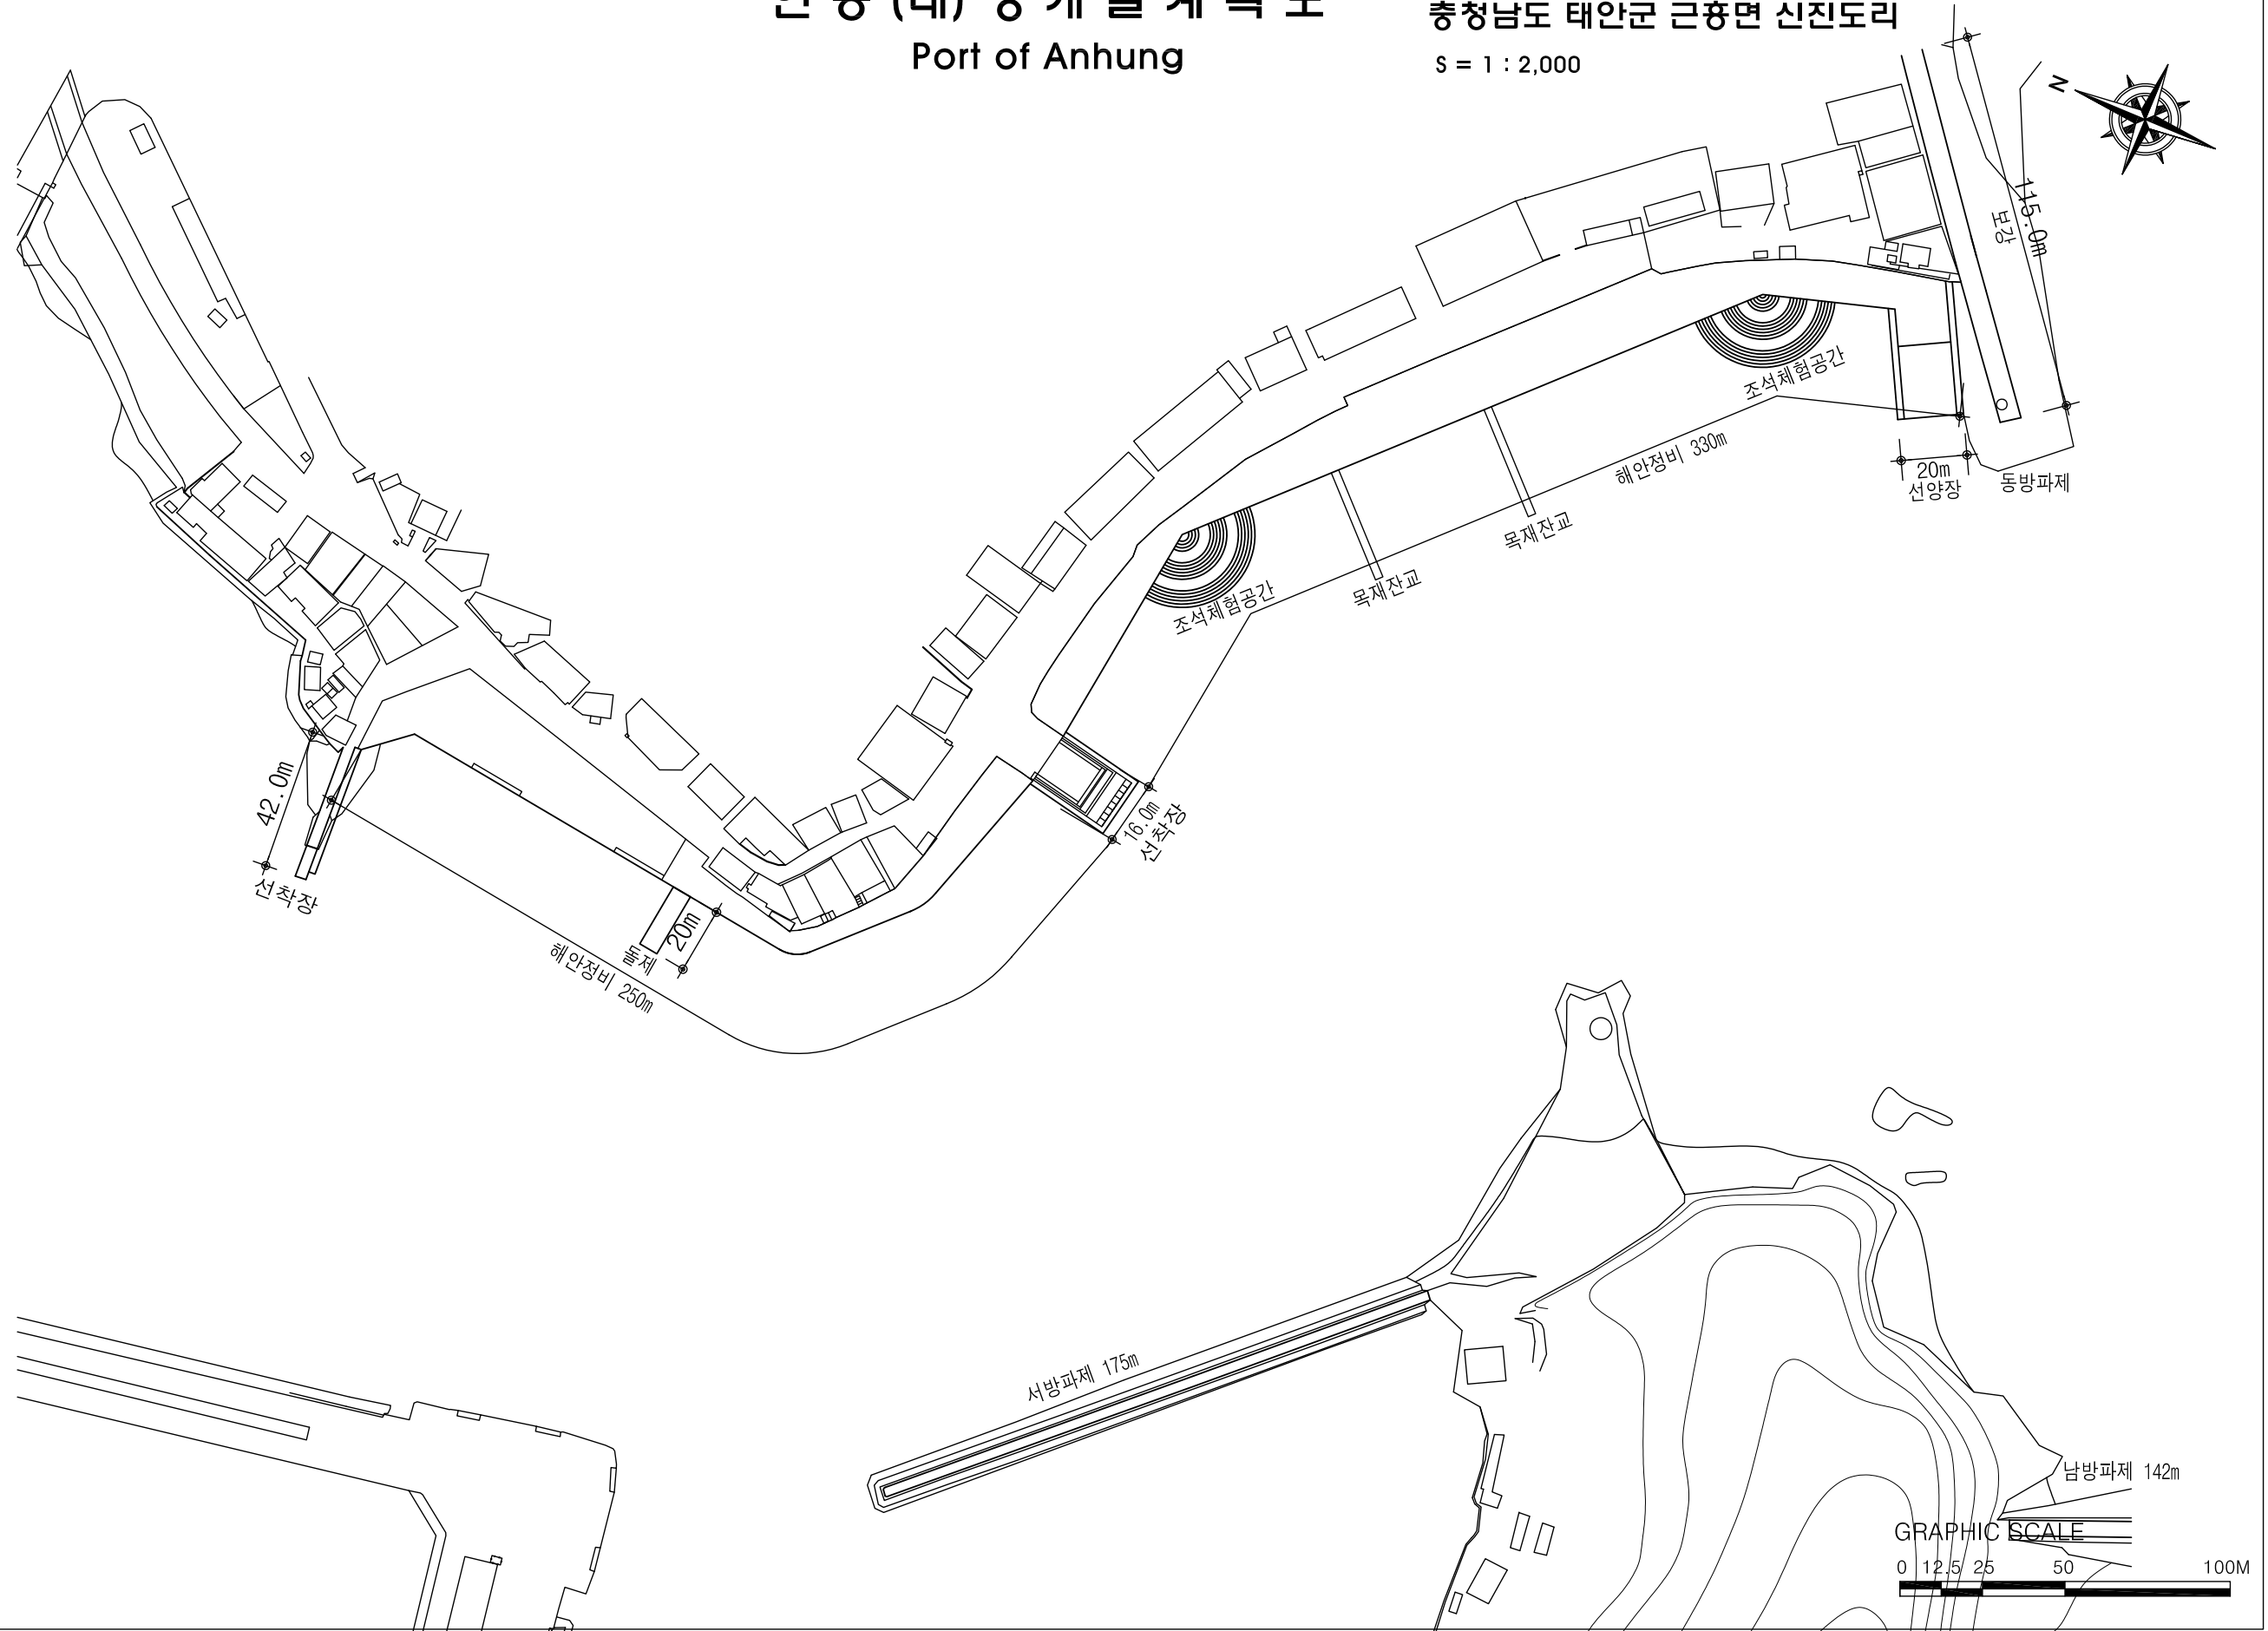 Port of Anhung
충청남도 태안군 근흥면 신진도리
S = 1 : 2,000
N
115.0m
보강
조석체험공간
해안정비 330m
20m
선양장
동방파제
목재잔교
목재잔교
조석체험공간
42.0m
선착장
16.0m
선착장
20m
돌제
해안정비 250m
서방파제 175m
남방파제 142m
GRAPHIC SCALE
0 12.5 25 50 100M